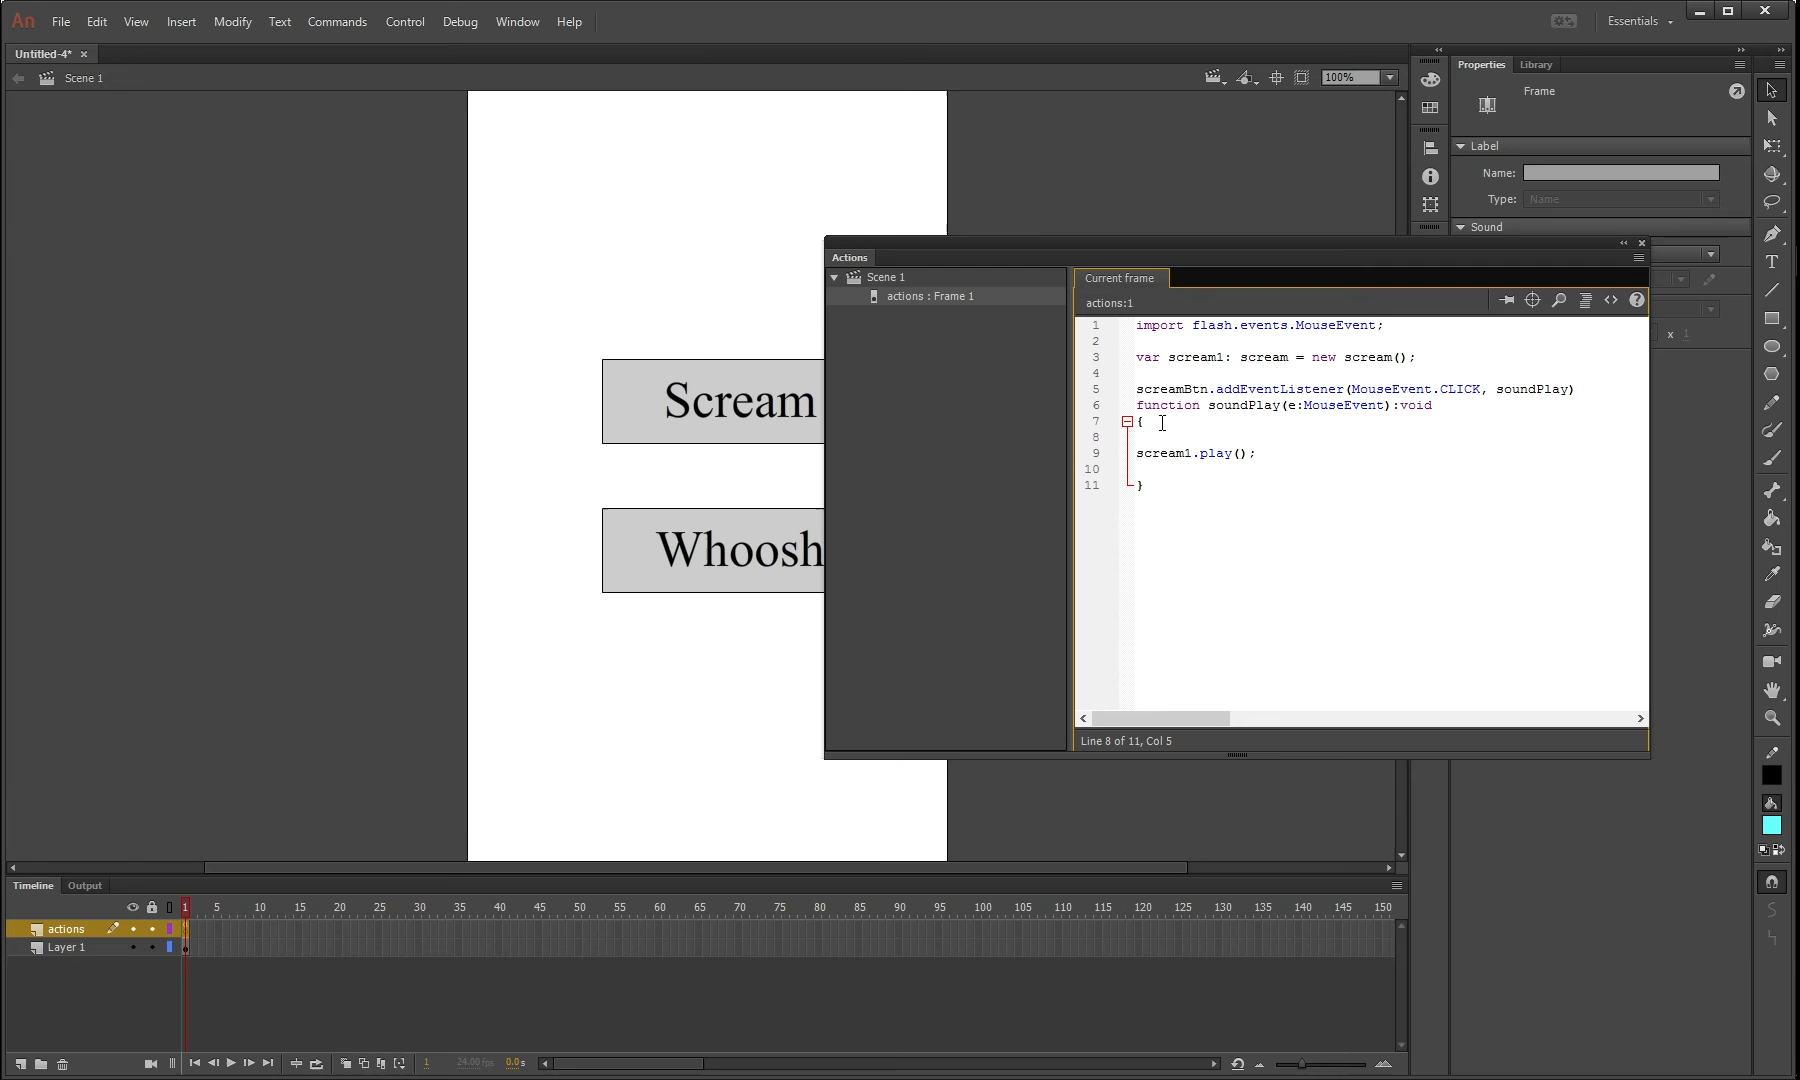 An File Edit View Insert Modify Text Commands Control Debug Window Help Essentials
Untitled-4*
Scene 1 100%
Properties Library
Frame
Label
Name:
Type: Name
Sound
x 1
Actions
Scene 1
actions : Frame 1
Current frame
actions:1
1 import flash.events.MouseEvent;
2
3 var scream1: scream = new scream();
4
5 screamBtn.addEventListener(MouseEvent.CLICK, soundPlay)
6 function soundPlay(e:MouseEvent):void
7 {
8
9 scream1.play();
10
11 }
Line 8 of 11, Col 5
Scream
Whoosh
Timeline Output
1 5 10 15 20 25 30 35 40 45 50 55 60 65 70 75 80 85 90 95 100 105 110 115 120 125 130 135 140 145 150
actions
Layer 1
1 24.00 fps 0.0 s